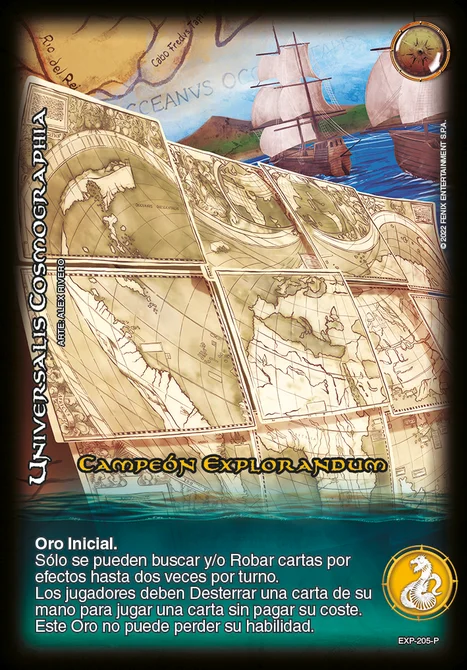 Rio del Re
Cabo Fredis
OCEANVS OC
UNIVERSALIS COSMOGRAPHIA
ARTE: ALEX RIVERO
© 2022 FENIX ENTERTAINMENT S.P.A.
CAMPEÓN EXPLORANDUM
Oro Inicial.
Sólo se pueden buscar y/o Robar cartas por
efectos hasta dos veces por turno.
Los jugadores deben Desterrar una carta de su
mano para jugar una carta sin pagar su coste.
Este Oro no puede perder su habilidad.
EXP-205-P